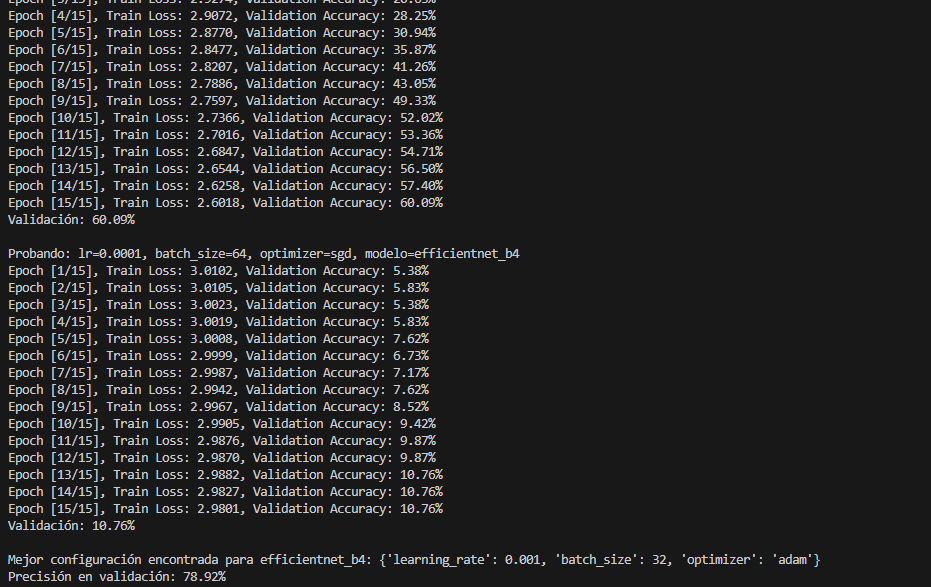 Epoch [3/15], Train Loss: 2.9274, Validation Accuracy:
Epoch [4/15], Train Loss: 2.9072, Validation Accuracy: 28.25%
Epoch [5/15], Train Loss: 2.8770, Validation Accuracy: 30.94%
Epoch [6/15], Train Loss: 2.8477, Validation Accuracy: 35.87%
Epoch [7/15], Train Loss: 2.8207, Validation Accuracy: 41.26%
Epoch [8/15], Train Loss: 2.7886, Validation Accuracy: 43.05%
Epoch [9/15], Train Loss: 2.7597, Validation Accuracy: 49.33%
Epoch [10/15], Train Loss: 2.7366, Validation Accuracy: 52.02%
Epoch [11/15], Train Loss: 2.7016, Validation Accuracy: 53.36%
Epoch [12/15], Train Loss: 2.6847, Validation Accuracy: 54.71%
Epoch [13/15], Train Loss: 2.6544, Validation Accuracy: 56.50%
Epoch [14/15], Train Loss: 2.6258, Validation Accuracy: 57.40%
Epoch [15/15], Train Loss: 2.6018, Validation Accuracy: 60.09%
Validación: 60.09%
Probando: lr=0.0001, batch_size=64, optimizer=sgd, modelo=efficientnet_b4
Epoch [1/15], Train Loss: 3.0102, Validation Accuracy: 5.38%
Epoch [2/15], Train Loss: 3.0105, Validation Accuracy: 5.83%
Epoch [3/15], Train Loss: 3.0023, Validation Accuracy: 5.38%
Epoch [4/15], Train Loss: 3.0019, Validation Accuracy: 5.83%
Epoch [5/15], Train Loss: 3.0008, Validation Accuracy: 7.62%
Epoch [6/15], Train Loss: 2.9999, Validation Accuracy: 6.73%
Epoch [7/15], Train Loss: 2.9987, Validation Accuracy: 7.17%
Epoch [8/15], Train Loss: 2.9942, Validation Accuracy: 7.62%
Epoch [9/15], Train Loss: 2.9967, Validation Accuracy: 8.52%
Epoch [10/15], Train Loss: 2.9905, Validation Accuracy: 9.42%
Epoch [11/15], Train Loss: 2.9876, Validation Accuracy: 9.87%
Epoch [12/15], Train Loss: 2.9870, Validation Accuracy: 9.87%
Epoch [13/15], Train Loss: 2.9882, Validation Accuracy: 10.76%
Epoch [14/15], Train Loss: 2.9827, Validation Accuracy: 10.76%
Epoch [15/15], Train Loss: 2.9801, Validation Accuracy: 10.76%
Validación: 10.76%
Mejor configuración encontrada para efficientnet_b4: {'learning_rate': 0.001, 'batch_size': 32, 'optimizer': 'adam'}
Precisión en validación: 78.92%